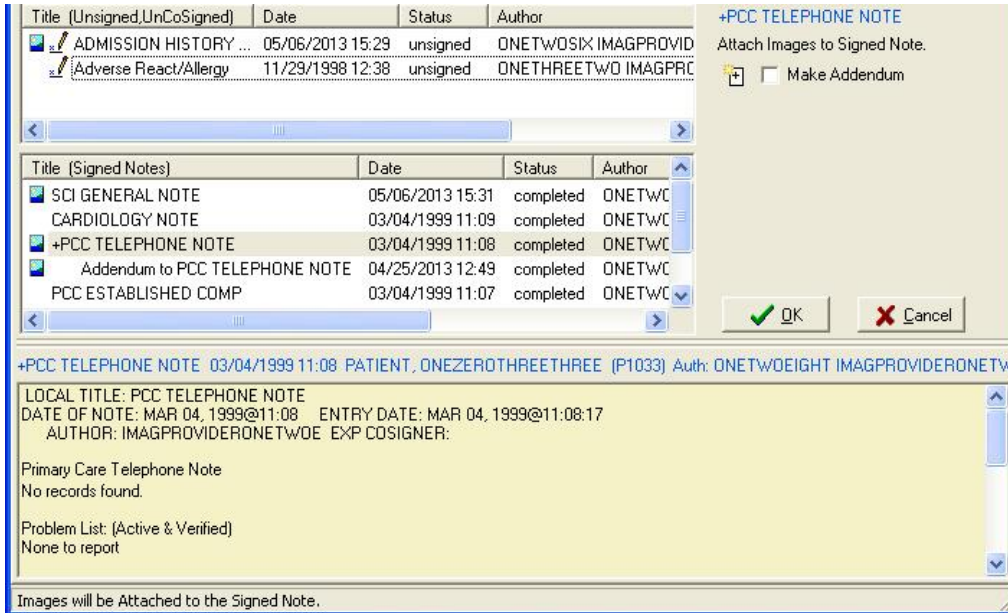 Title (Unsigned,UnCoSigned) Date Status Author
ADMISSION HISTORY ... 05/06/2013 15:29 unsigned ONETWOSIX IMAGPROVID
Adverse React/Allergy 11/29/1998 12:38 unsigned ONETHREETWO IMAGPRO
+PCC TELEPHONE NOTE
Attach Images to Signed Note.
Make Addendum
Title (Signed Notes) Date Status Author
SCI GENERAL NOTE 05/06/2013 15:31 completed ONETWO
CARDIOLOGY NOTE 03/04/1999 11:09 completed ONETWO
+PCC TELEPHONE NOTE 03/04/1999 11:08 completed ONETWO
Addendum to PCC TELEPHONE NOTE 04/25/2013 12:49 completed ONETWO
PCC ESTABLISHED COMP 03/04/1999 11:07 completed ONETWO
OK Cancel
+PCC TELEPHONE NOTE 03/04/1999 11:08 PATIENT, ONEZEROTHREETHREE (P1033) Auth: ONETWOEIGHT IMAGPROVIDERONETW
LOCAL TITLE: PCC TELEPHONE NOTE
DATE OF NOTE: MAR 04, 1999@11:08 ENTRY DATE: MAR 04, 1999@11:08:17
AUTHOR: IMAGPROVIDERONETWOE EXP COSIGNER:
Primary Care Telephone Note
No records found.
Problem List: (Active & Verified)
None to report
Images will be Attached to the Signed Note.